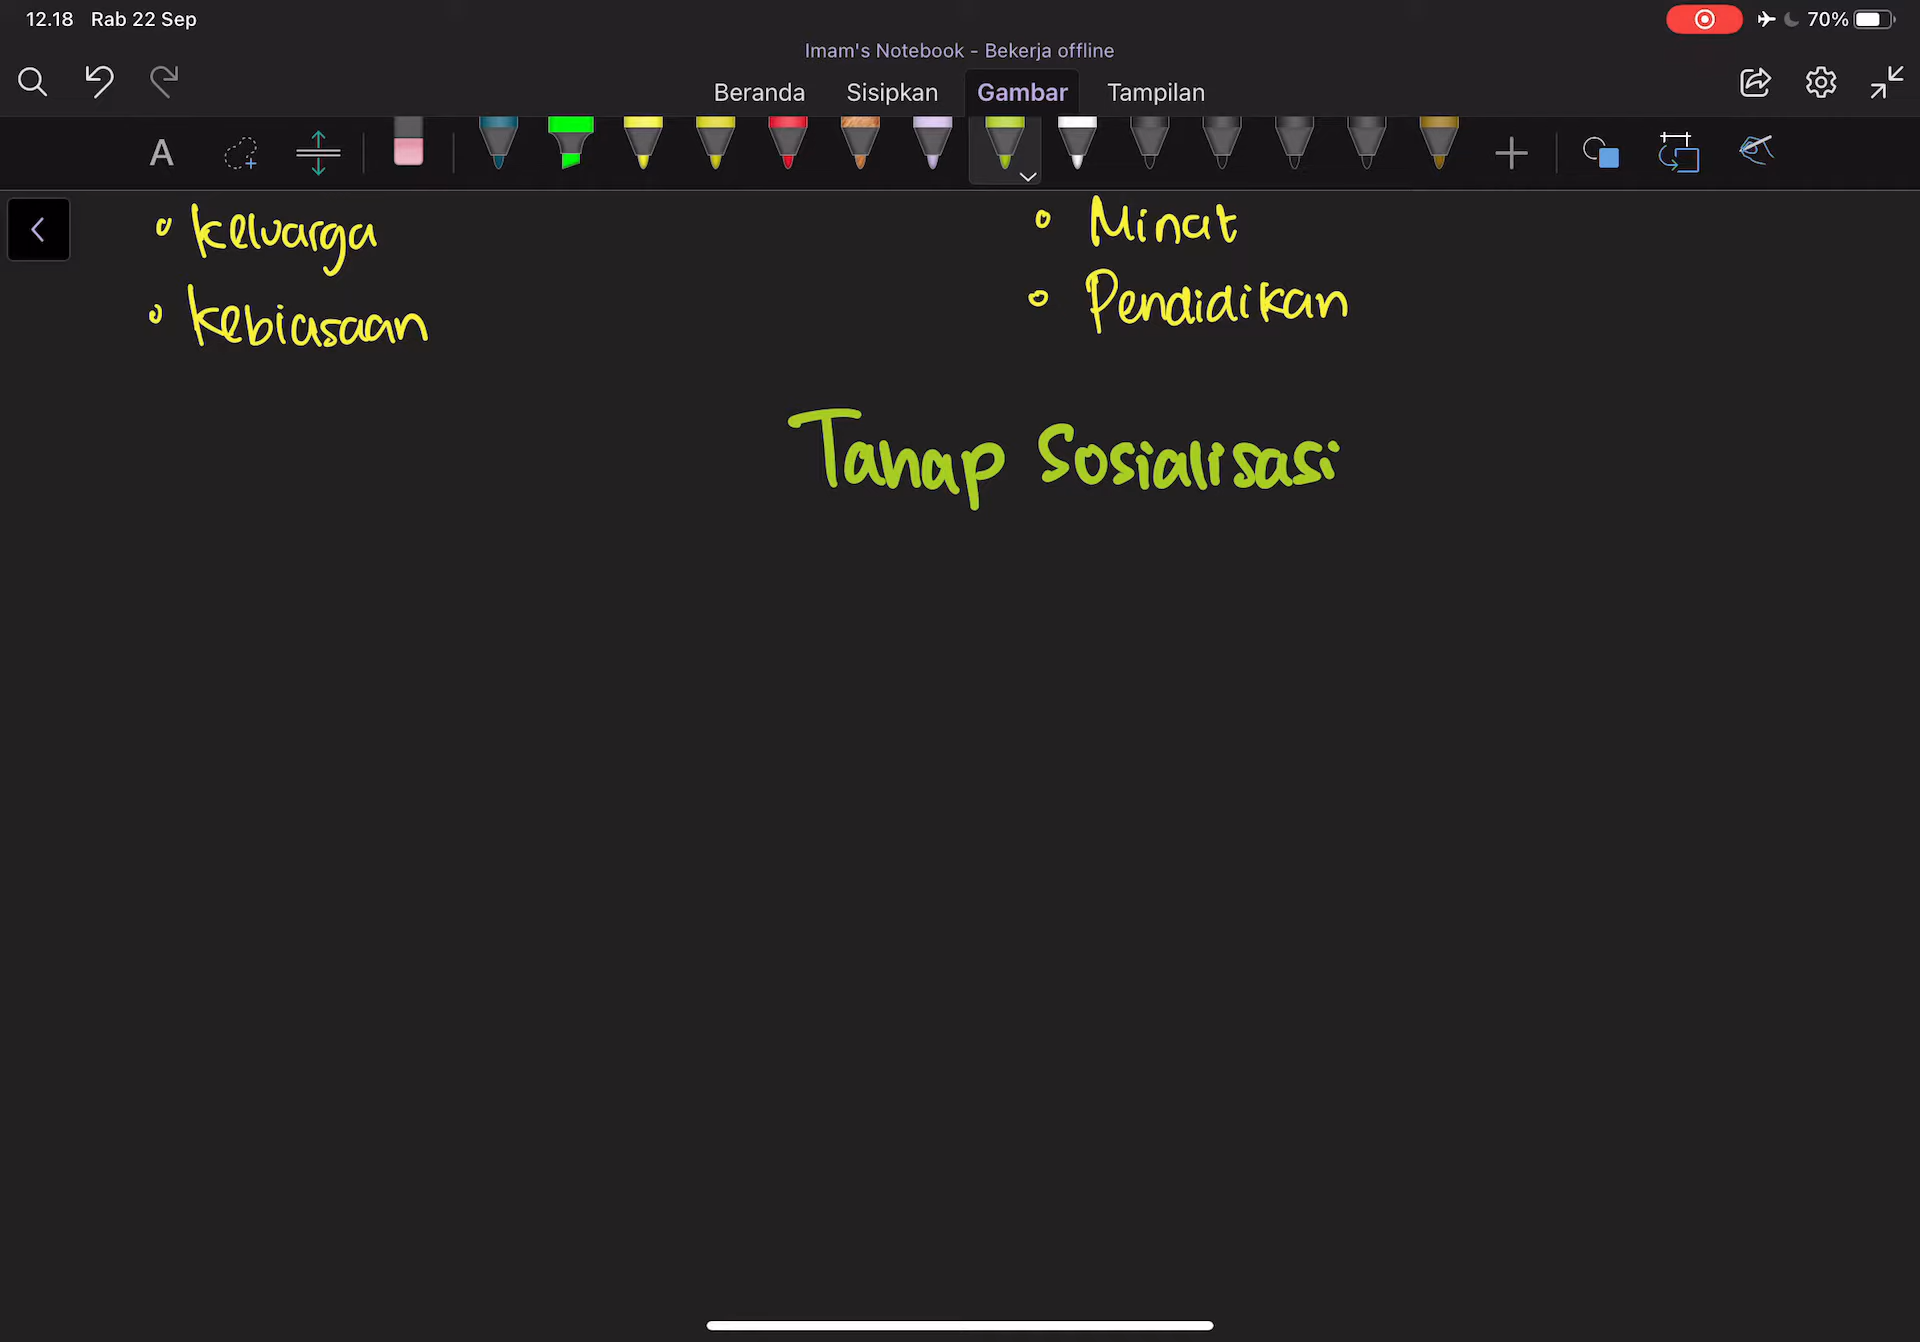 12.18 Rab 22 Sep
70%
Imam's Notebook - Bekerja offline
Beranda Sisipkan Gambar Tampilan
A
keluarga
kebiasaan
Minat
Pendidikan
Tahap Sosialisasi